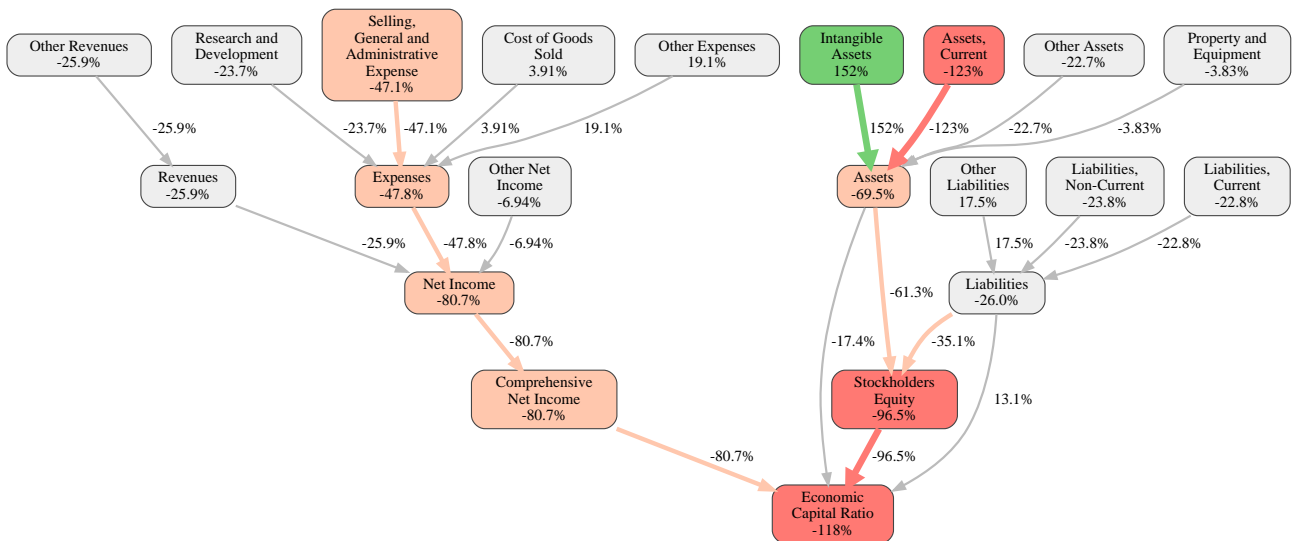 Other Revenues
-25.9%
Research and
Development
-23.7%
Selling,
General and
Administrative
Expense
-47.1%
Cost of Goods
Sold
3.91%
Other Expenses
19.1%
Intangible
Assets
152%
Assets,
Current
-123%
Other Assets
-22.7%
Property and
Equipment
-3.83%
-25.9%
-23.7%
-47.1%
3.91%
19.1%
152%
-123%
-22.7%
-3.83%
Revenues
-25.9%
Expenses
-47.8%
Other Net
Income
-6.94%
Assets
-69.5%
Other
Liabilities
17.5%
Liabilities,
Non-Current
-23.8%
Liabilities,
Current
-22.8%
-25.9%
-47.8%
-6.94%
17.5%
-23.8%
-22.8%
Net Income
-80.7%
-61.3%
Liabilities
-26.0%
-80.7%
-17.4%
-35.1%
Comprehensive
Net Income
-80.7%
Stockholders
Equity
-96.5%
13.1%
-80.7%
-96.5%
Economic
Capital Ratio
-118%